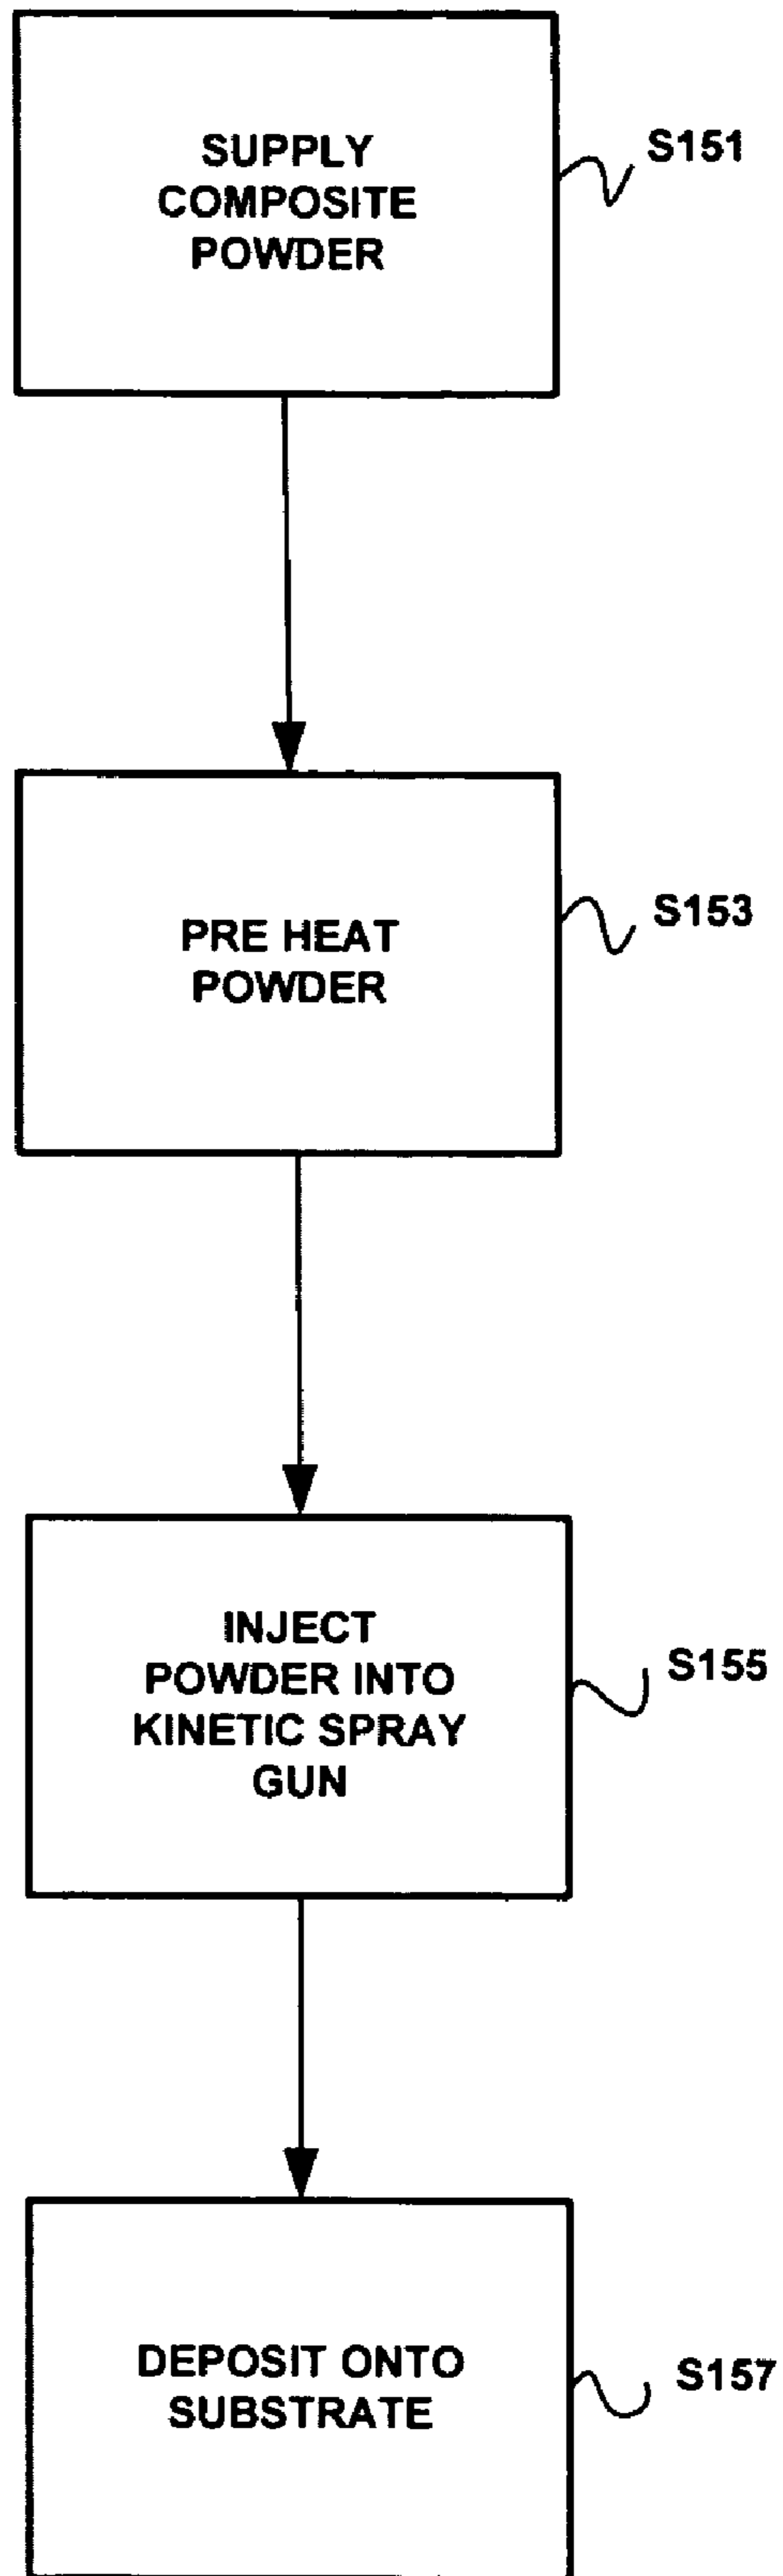 SUPPLY
COMPOSITE
POWDER
S151
PRE HEAT
POWDER
S153
INJECT
POWDER INTO
KINETIC SPRAY
GUN
S155
DEPOSIT ONTO
SUBSTRATE
S157